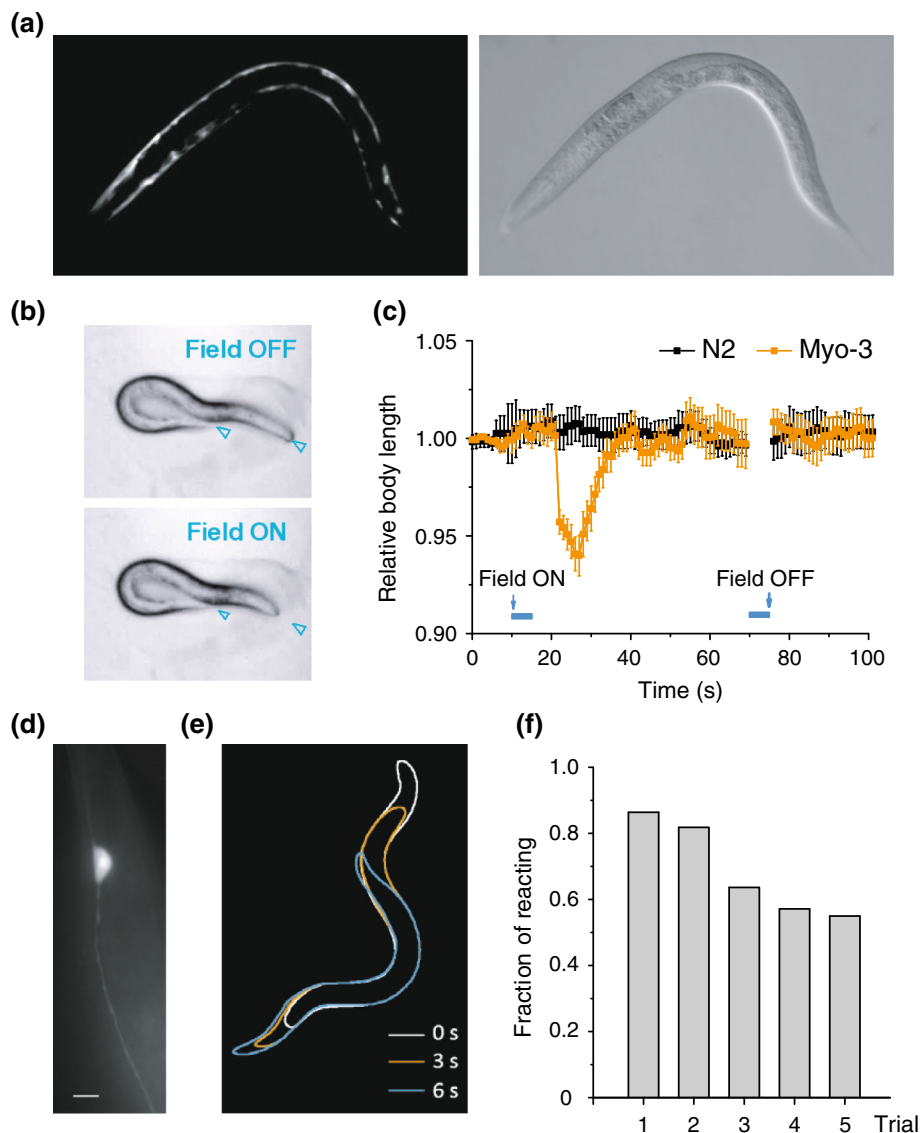 (a)
(b)
Field OFF
Field ON
(c)
N2
Myo-3
1.05
1.00
0.95
0.90
Relative body length
Field ON
Field OFF
0
20
40
60
80
100
Time (s)
(d)
(e)
0 s
3 s
6 s
(f)
1.0
0.8
0.6
0.4
0.2
0
Fraction of reacting
1
2
3
4
5
Trial